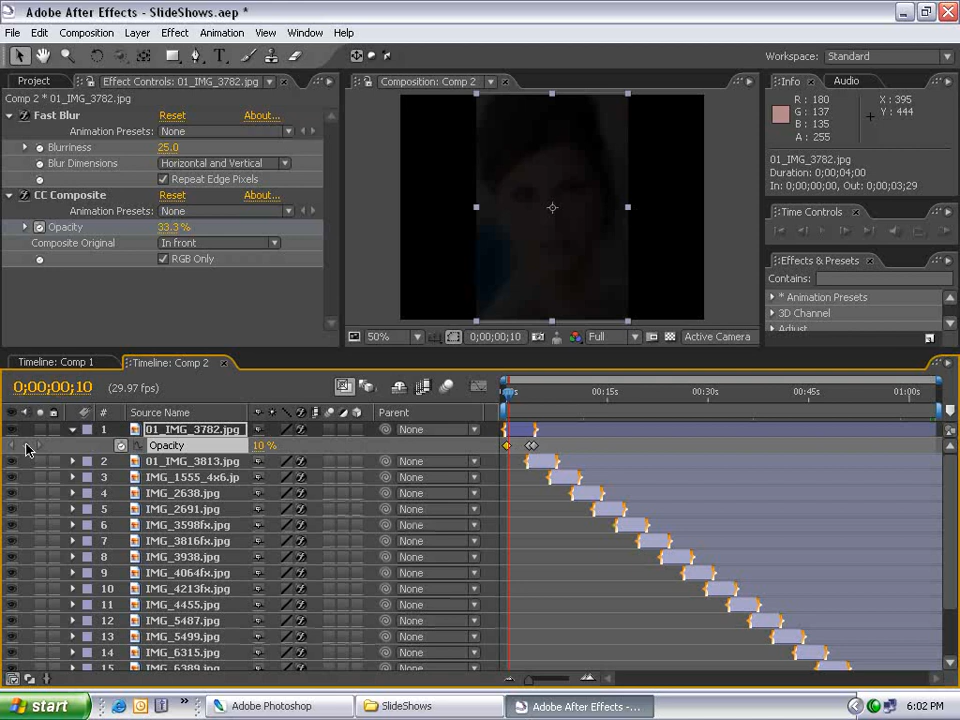 Adobe After Effects - SlideShows.aep *
File Edit Composition Layer Effect Animation View Window Help
Workspace: Standard
Project Effect Controls: 01_IMG_3782.jpg
Comp 2 * 01_IMG_3782.jpg
Fast Blur Reset About...
Animation Presets: None
Blurriness 25.0
Blur Dimensions Horizontal and Vertical
Repeat Edge Pixels
CC Composite Reset About...
Animation Presets: None
Opacity 33.3 %
Composite Original In front
RGB Only
Composition: Comp 2
50% 0;00;00;10 Full Active Camera
Info Audio
R: 180 X: 395
G: 137 Y: 444
B: 135
A: 255
01_IMG_3782.jpg
Duration: 0;00;04;00
In: 0;00;00;00, Out: 0;00;03;29
Time Controls
Effects & Presets
Contains:
* Animation Presets
3D Channel
Adjust
Timeline: Comp 1 Timeline: Comp 2
0;00;00;10 (29.97 fps)
# Source Name Parent
00:15s 00:30s 00:45s 01:00s
1 01_IMG_3782.jpg None
Opacity 10 %
2 01_IMG_3813.jpg None
3 IMG_1555_4x6.jp None
4 IMG_2638.jpg None
5 IMG_2691.jpg None
6 IMG_3598fx.jpg None
7 IMG_3816fx.jpg None
8 IMG_3938.jpg None
9 IMG_4064fx.jpg None
10 IMG_4213fx.jpg None
11 IMG_4455.jpg None
12 IMG_5487.jpg None
13 IMG_5499.jpg None
14 IMG_6315.jpg None
15 IMG_6389.jpg None
start Adobe Photoshop SlideShows Adobe After Effects -... 6:02 PM